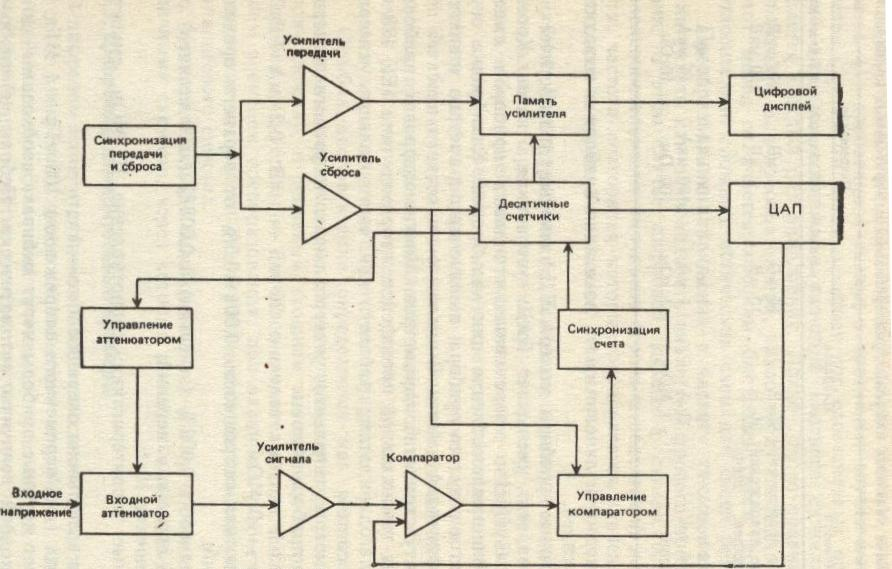 Усилитель
передачи
Память
усилителя
Цифровой
дисплей
Синхронизация
передачи
и сброса
Усилитель
сброса
Десятичные
счетчики
ЦАП
Управление
аттенюатором
Синхронизация
счета
Усилитель
сигнала
Компаратор
Входное
напряжение
Входной
аттенюатор
Управление
компаратором